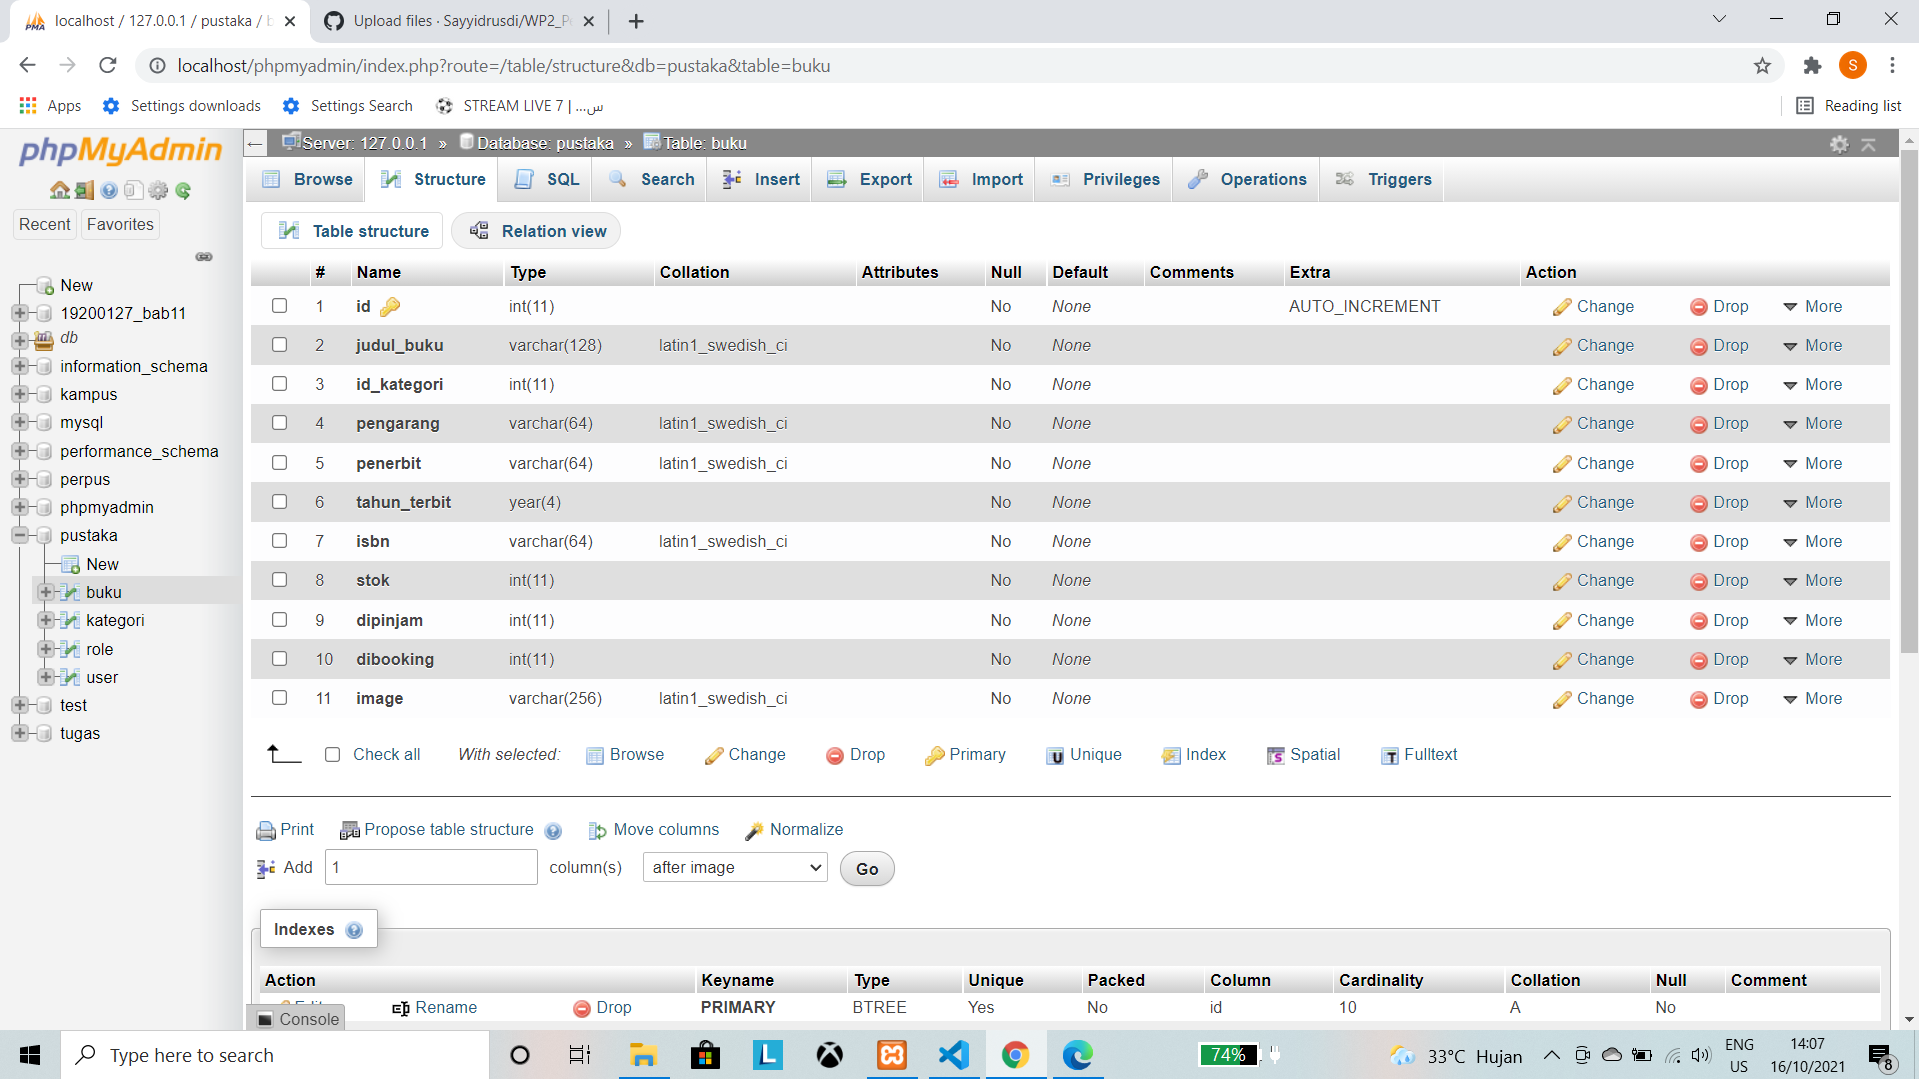 localhost / 127.0.0.1 / pustaka / b
Upload files · Sayyidrusdi/WP2_P
localhost/phpmyadmin/index.php?route=/table/structure&db=pustaka&table=buku
Apps
Settings downloads
Settings Search
STREAM LIVE 7 | ...س
Reading list
phpMyAdmin
Recent
Favorites
New
19200127_bab11
db
information_schema
kampus
mysql
performance_schema
perpus
phpmyadmin
pustaka
New
buku
kategori
role
user
test
tugas
Server: 127.0.0.1 » Database: pustaka » Table: buku
Browse Structure SQL Search Insert Export Import Privileges Operations Triggers
Table structure Relation view
# Name Type Collation Attributes Null Default Comments Extra Action
1 id int(11) No None AUTO_INCREMENT Change Drop More
2 judul_buku varchar(128) latin1_swedish_ci No None Change Drop More
3 id_kategori int(11) No None Change Drop More
4 pengarang varchar(64) latin1_swedish_ci No None Change Drop More
5 penerbit varchar(64) latin1_swedish_ci No None Change Drop More
6 tahun_terbit year(4) No None Change Drop More
7 isbn varchar(64) latin1_swedish_ci No None Change Drop More
8 stok int(11) No None Change Drop More
9 dipinjam int(11) No None Change Drop More
10 dibooking int(11) No None Change Drop More
11 image varchar(256) latin1_swedish_ci No None Change Drop More
Check all With selected: Browse Change Drop Primary Unique Index Spatial Fulltext
Print Propose table structure Move columns Normalize
Add 1 column(s) after image Go
Indexes
Action Keyname Type Unique Packed Column Cardinality Collation Null Comment
Rename Drop PRIMARY BTREE Yes No id 10 A No
Console
Type here to search
74%
33°C Hujan
ENG
US
14:07
16/10/2021
8